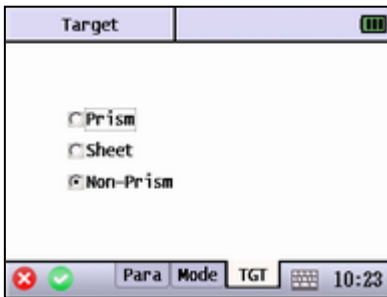 Target
Prism
Sheet
Non-Prism
Para Mode TGT 10:23